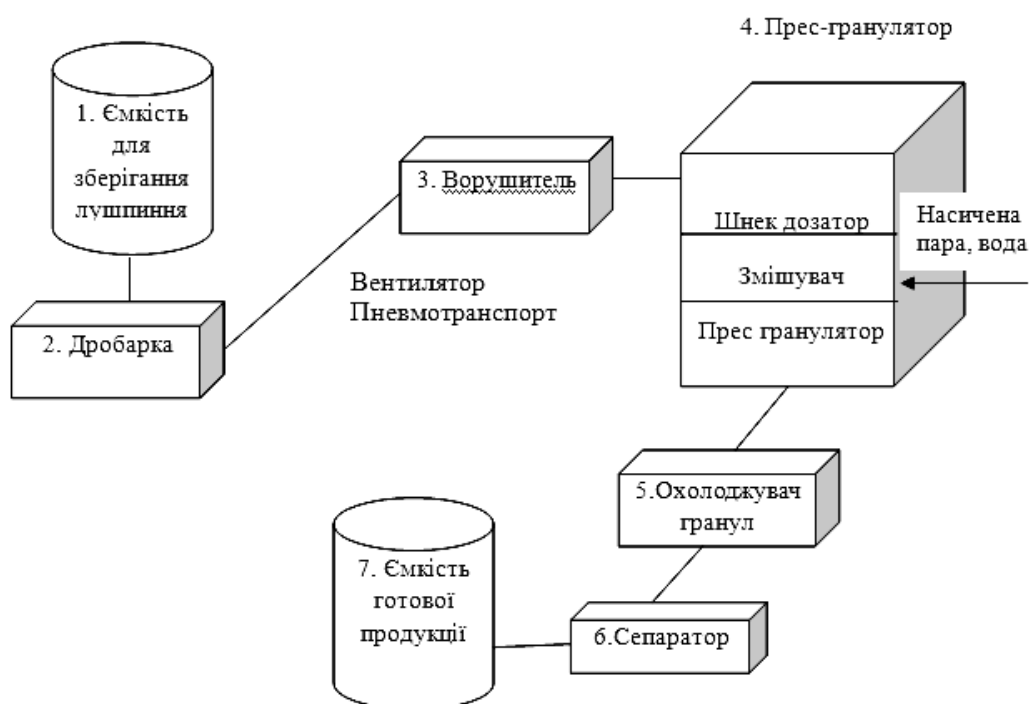 1. Ємкість
для
зберігання
лушпиння
2. Дробарка
3. Ворушитель
Вентилятор
Пневмотранспорт
4. Прес-гранулятор
Шнек дозатор
Змішувач
Прес гранулятор
Насичена
пара, вода
5.Охолоджувач
гранул
6.Сепаратор
7. Ємкість
готової
продукції